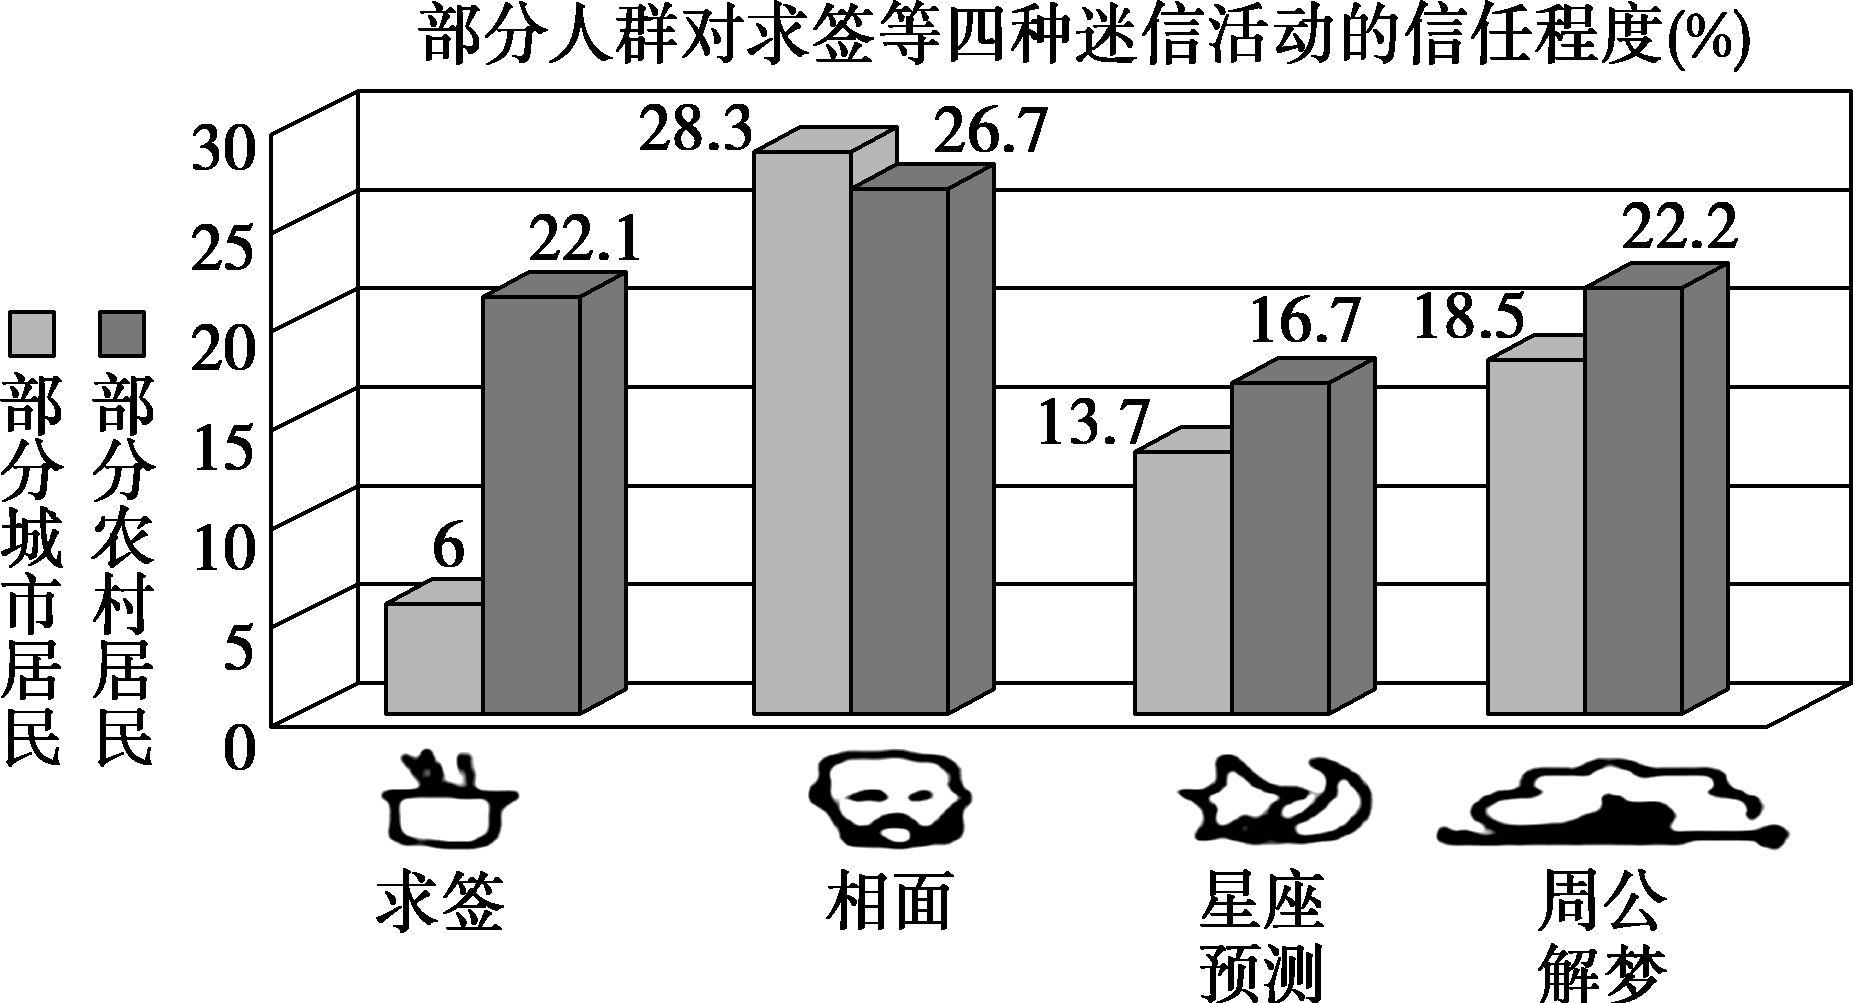 部分人群对求签等四种迷信活动的信任程度(%)
30
25
20
15
10
5
0
6
22.1
28.3
26.7
13.7
16.7
18.5
22.2
部分城市居民
部分农村居民
求签
相面
星座
预测
周公
解梦